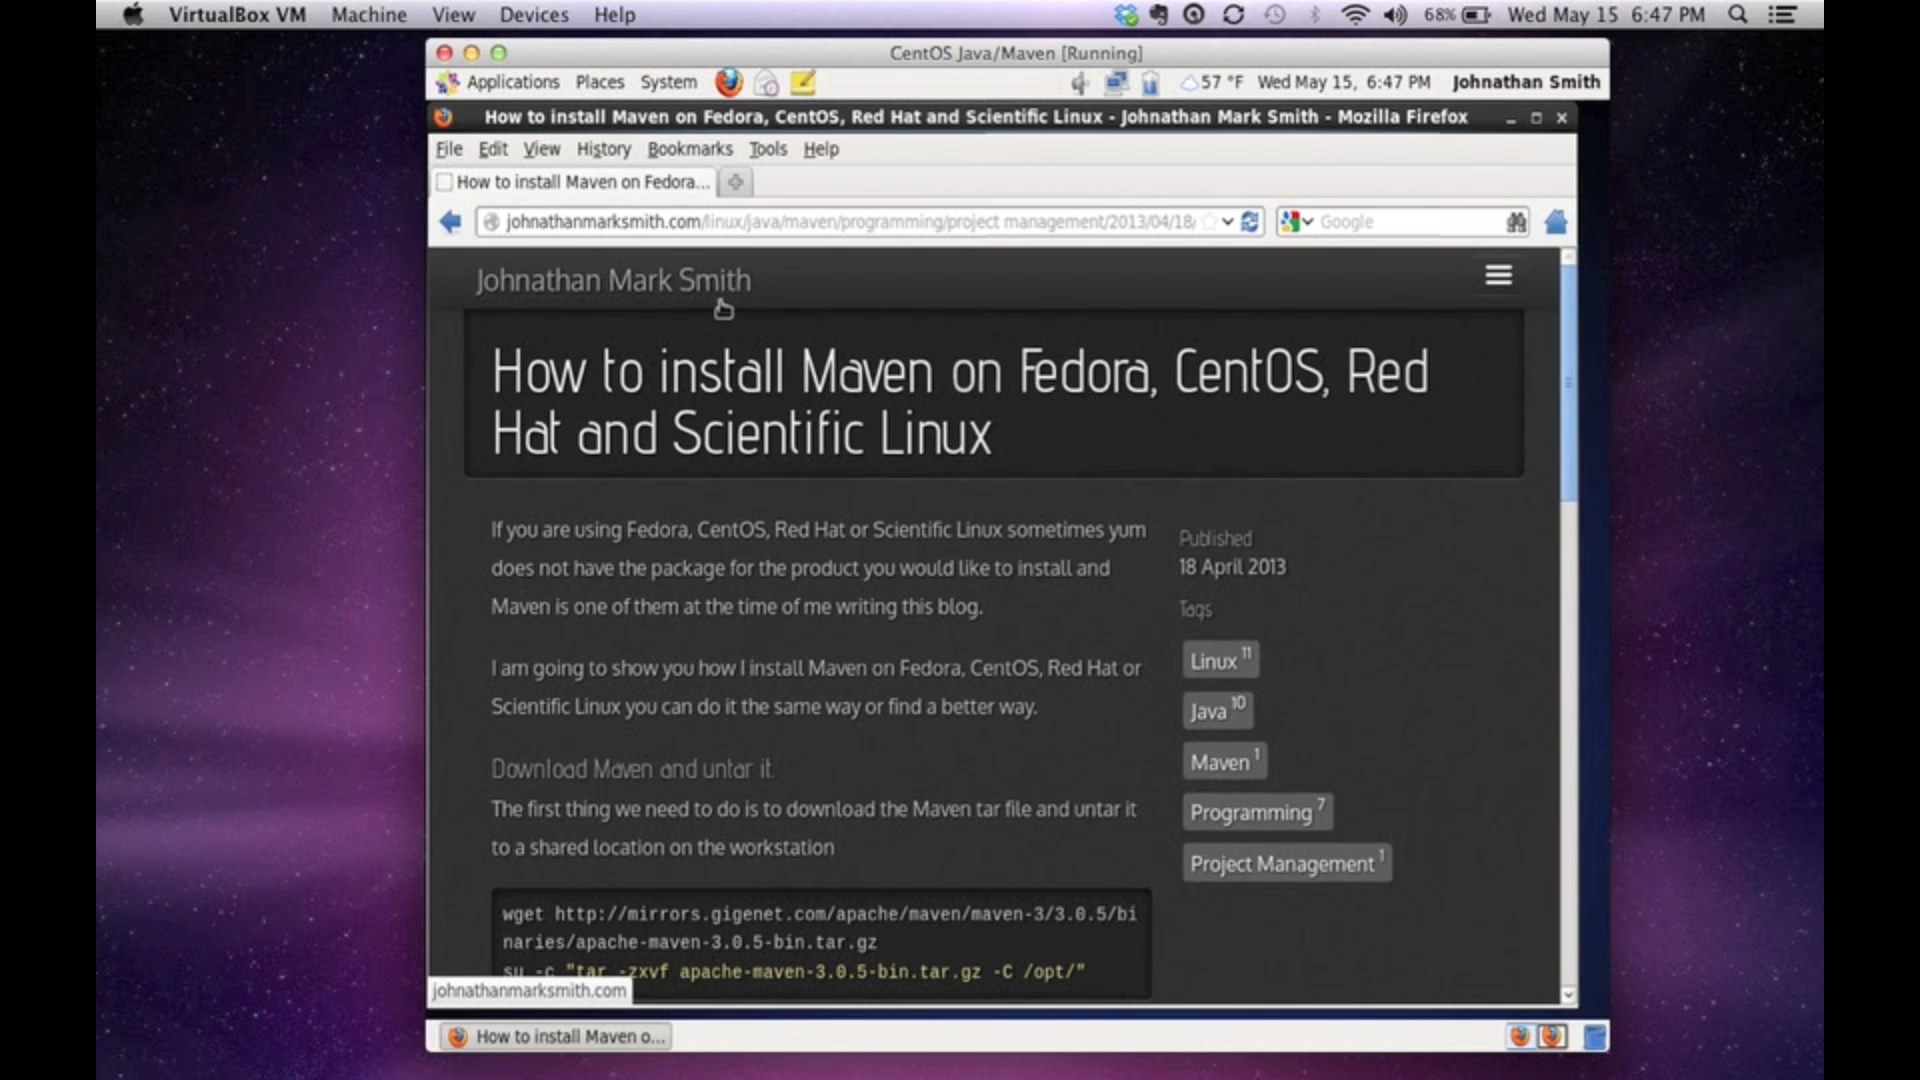 VirtualBox VM Machine View Devices Help 68% Wed May 15 6:47 PM
CentOS Java/Maven [Running]
Applications Places System 57 °F Wed May 15, 6:47 PM Johnathan Smith
How to install Maven on Fedora, CentOS, Red Hat and Scientific Linux - Johnathan Mark Smith - Mozilla Firefox
File Edit View History Bookmarks Tools Help
How to install Maven on Fedora...
johnathanmarksmith.com/linux/java/maven/programming/project management/2013/04/18/ Google
Johnathan Mark Smith
How to install Maven on Fedora, CentOS, Red
Hat and Scientific Linux
If you are using Fedora, CentOS, Red Hat or Scientific Linux sometimes yum
does not have the package for the product you would like to install and
Maven is one of them at the time of me writing this blog.
I am going to show you how I install Maven on Fedora, CentOS, Red Hat or
Scientific Linux you can do it the same way or find a better way.
Download Maven and untar it.
The first thing we need to do is to download the Maven tar file and untar it
to a shared location on the workstation
wget http://mirrors.gigenet.com/apache/maven/maven-3/3.0.5/bi
naries/apache-maven-3.0.5-bin.tar.gz
su -c "tar -zxvf apache-maven-3.0.5-bin.tar.gz -C /opt/"
Published
18 April 2013
Tags
Linux 11
Java 10
Maven 1
Programming 7
Project Management 1
johnathanmarksmith.com
How to install Maven o...